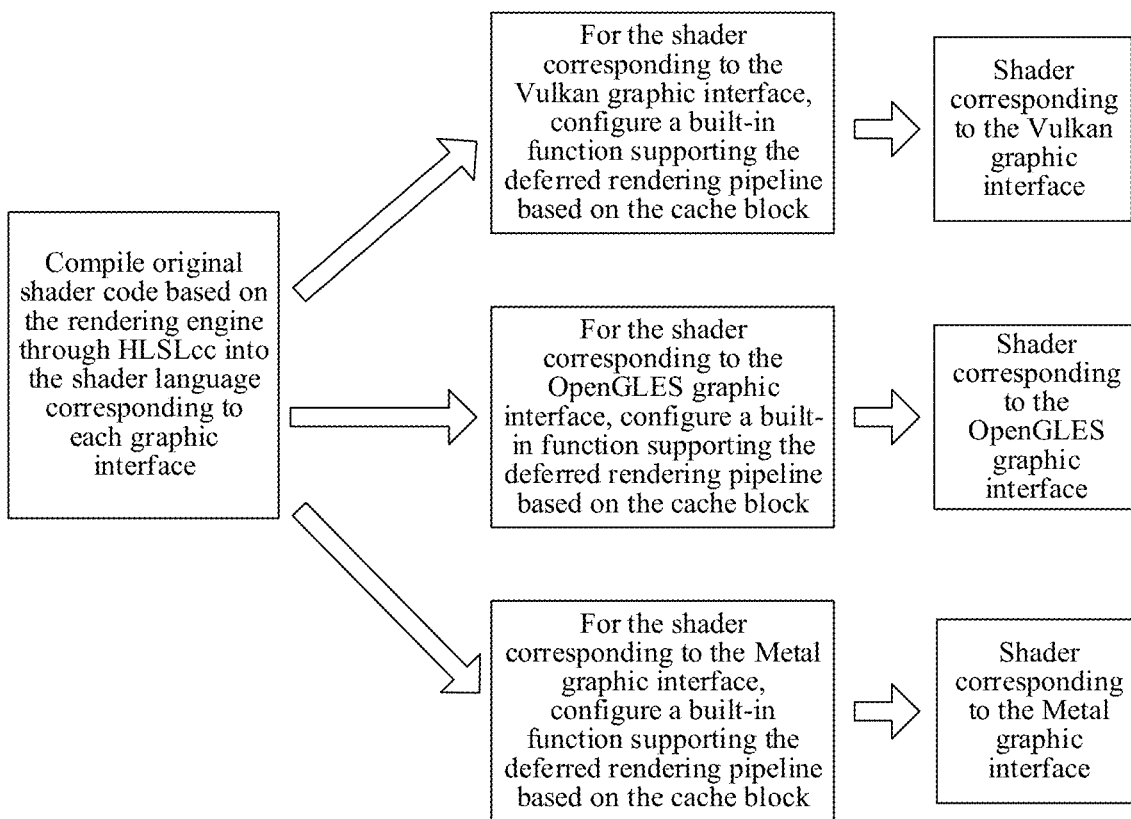 Compile original
shader code based on
the rendering engine
through HLSLcc into
the shader language
corresponding to
each graphic
interface
For the shader
corresponding to the
Vulkan graphic interface,
configure a built-in
function supporting the
deferred rendering pipeline
based on the cache block
Shader
corresponding
to the Vulkan
graphic
interface
For the shader
corresponding to the
OpenGLES graphic
interface, configure a built-
in function supporting the
deferred rendering pipeline
based on the cache block
Shader
corresponding
to the
OpenGLES
graphic
interface
For the shader
corresponding to the Metal
graphic interface,
configure a built-in
function supporting the
deferred rendering pipeline
based on the cache block
Shader
corresponding
to the Metal
graphic
interface